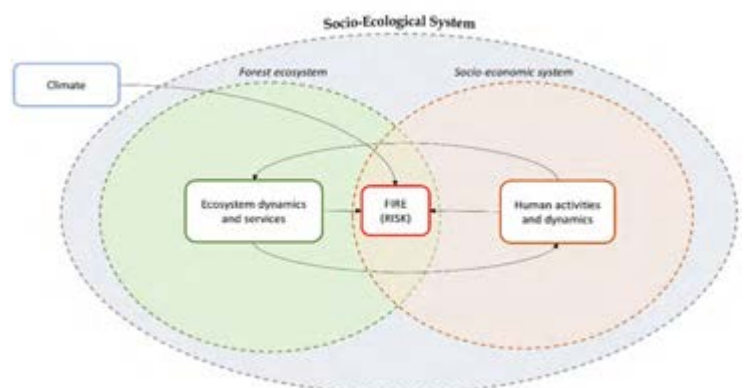 Socio-Ecological System
Forest ecosystem
Socio-economic system
Climate
Ecosystem dynamics
and services
FIRE
(RISK)
Human activities
and dynamics